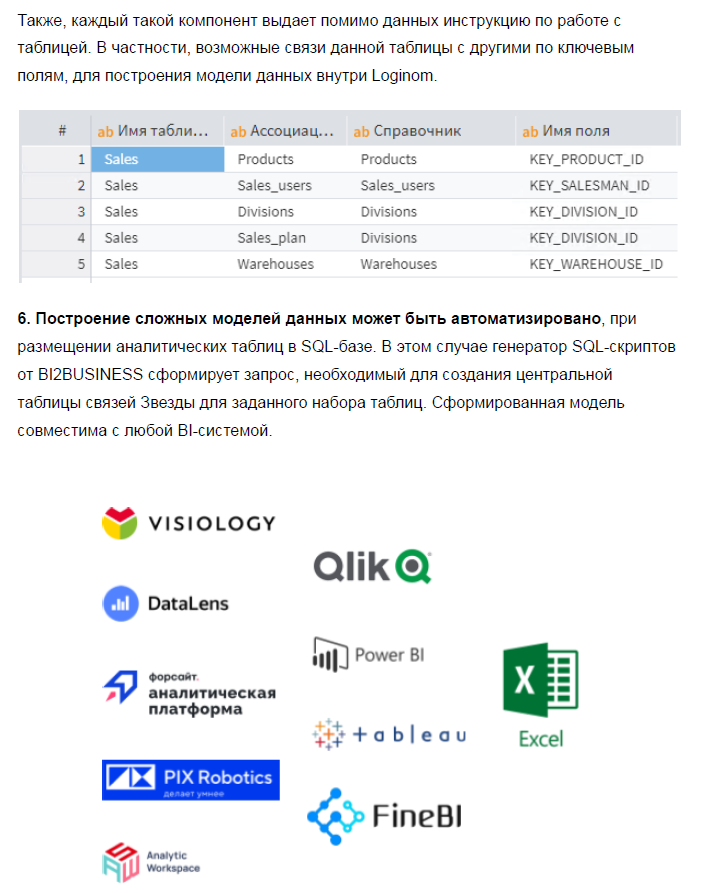 Также, каждый такой компонент выдает помимо данных инструкцию по работе с
таблицей. В частности, возможные связи данной таблицы с другими по ключевым
полям, для построения модели данных внутри Loginom.
# ab Имя табли... ab Ассоциац... ab Справочник ab Имя поля
1 Sales Products Products KEY_PRODUCT_ID
2 Sales Sales_users Sales_users KEY_SALESMAN_ID
3 Sales Divisions Divisions KEY_DIVISION_ID
4 Sales Sales_plan Divisions KEY_DIVISION_ID
5 Sales Warehouses Warehouses KEY_WAREHOUSE_ID
6. Построение сложных моделей данных может быть автоматизировано, при
размещении аналитических таблиц в SQL-базе. В этом случае генератор SQL-скриптов
от BI2BUSINESS сформирует запрос, необходимый для создания центральной
таблицы связей Звезды для заданного набора таблиц. Сформированная модель
совместима с любой BI-системой.
VISIOLOGY
DataLens
форсайт.
аналитическая
платформа
PIX Robotics
делает умнее
Analytic
Workspace
Qlik
Power BI
+ a b l e a u
FineBI
X
Excel